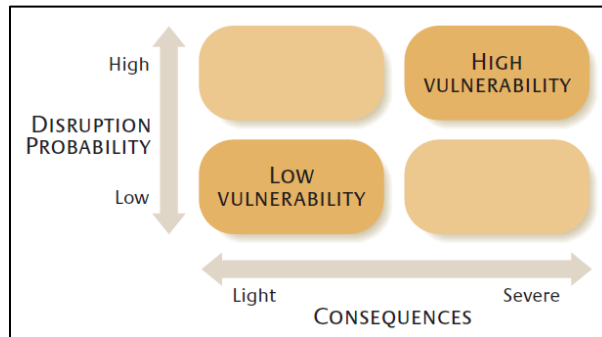 High
HIGH
VULNERABILITY
DISRUPTION
PROBABILITY
Low
LOW
VULNERABILITY
Light
Severe
CONSEQUENCES